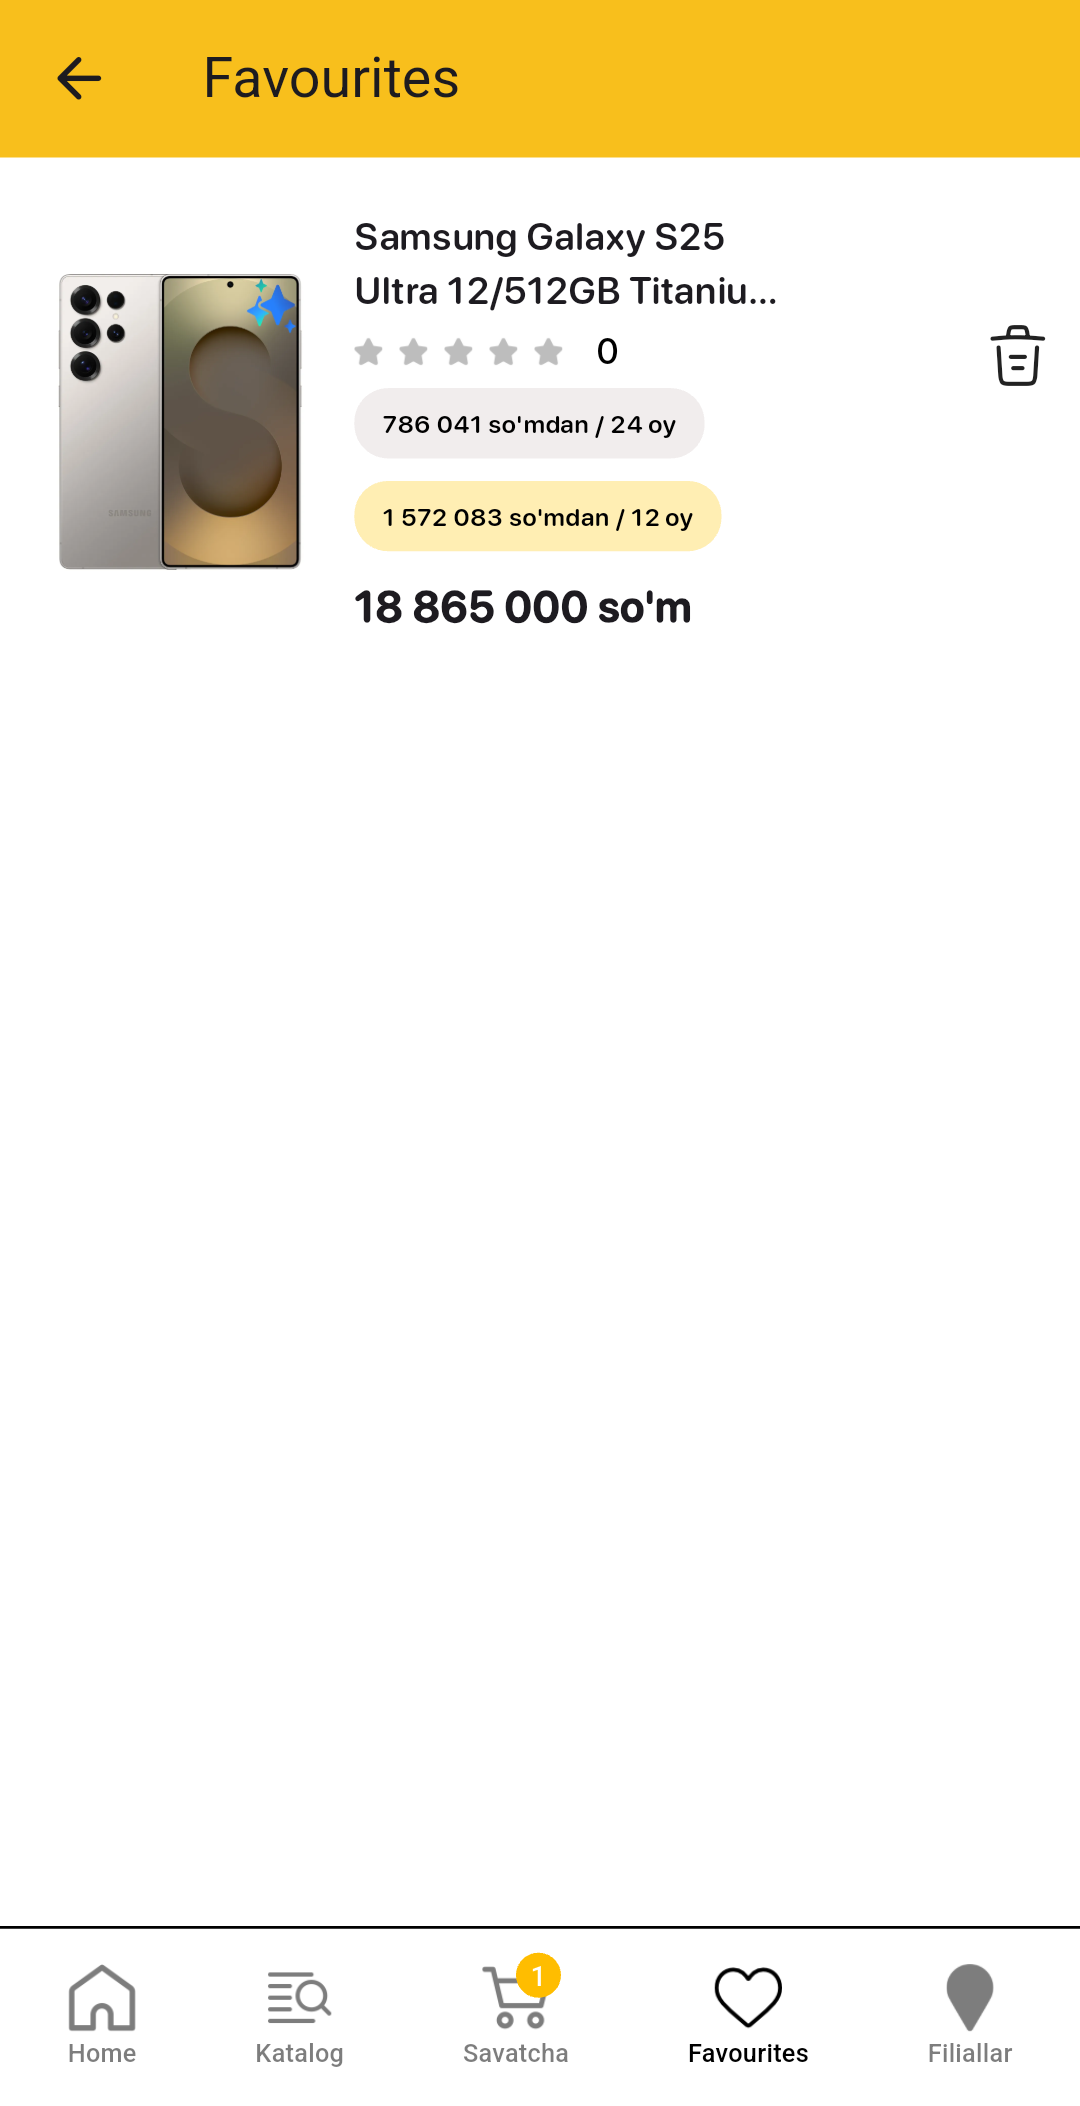 Favourites
Samsung Galaxy S25
Ultra 12/512GB Titaniu...
0
786 041 so'mdan / 24 oy
1 572 083 so'mdan / 12 oy
18 865 000 so'm
SAMSUNG
1
Home
Katalog
Savatcha
Favourites
Filiallar